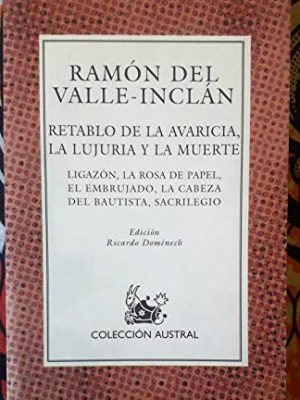 RAMÓN DEL
VALLE-INCLÁN
RETABLO DE LA AVARICIA,
LA LUJURIA Y LA MUERTE
LIGAZÓN, LA ROSA DE PAPEL,
EL EMBRUJADO, LA CABEZA
DEL BAUTISTA, SACRILEGIO
Edición
Ricardo Doménech
COLECCIÓN AUSTRAL